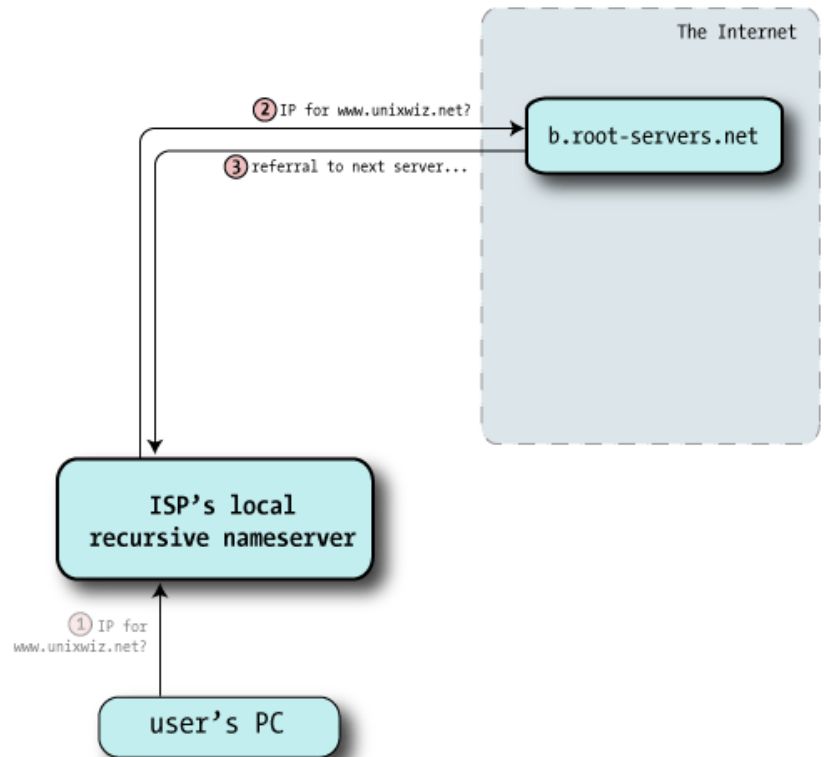 The Internet
2 IP for www.unixwiz.net?
b.root-servers.net
3 referral to next server...
ISP’s local
recursive nameserver
1 IP for
www.unixwiz.net?
user’s PC